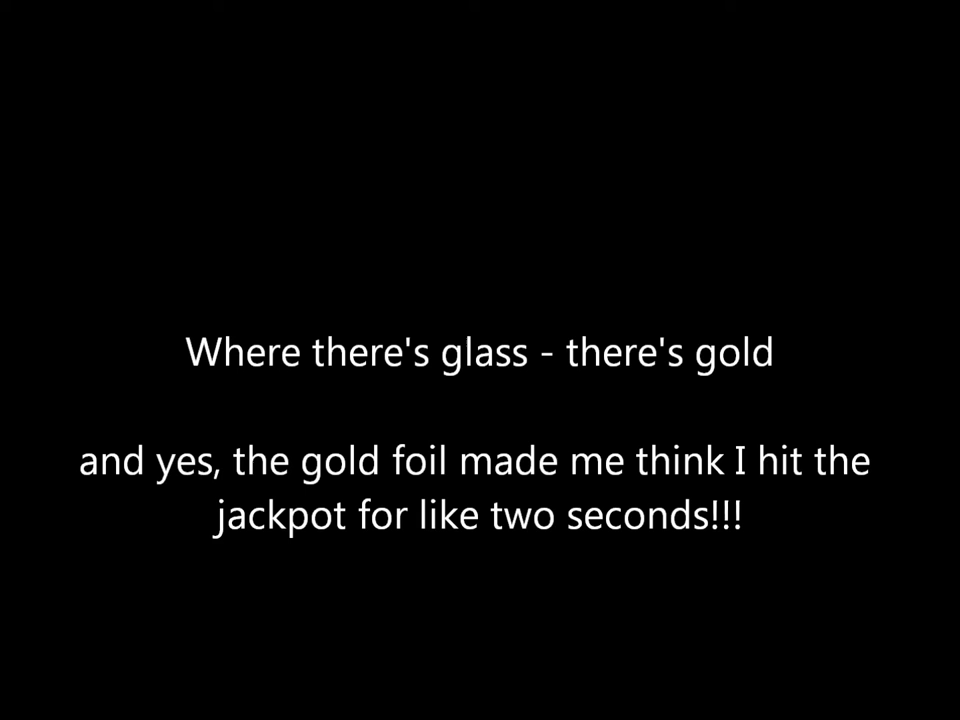 Where there's glass - there's gold
and yes, the gold foil made me think I hit the
jackpot for like two seconds!!!